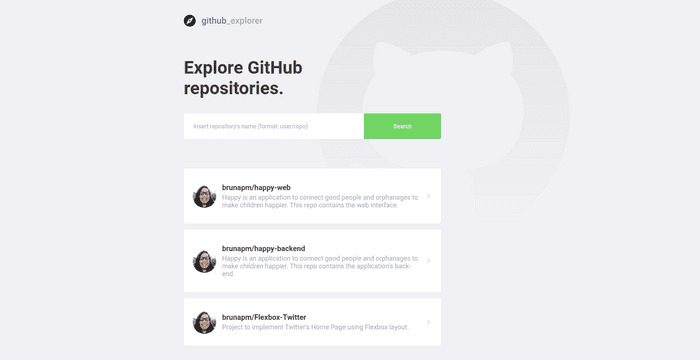 github_explorer
Explore GitHub
repositories.
Insert repository's name (format: user/repo)
Search
brunapm/happy-web
Happy is an application to connect good people and orphanages to
make children happier. This repo contains the web interface.
brunapm/happy-backend
Happy is an application to connect good people and orphanages to
make children happier. This repo contains the application's back-
end.
brunapm/Flexbox-Twitter
Project to implement Twitter's Home Page using Flexbox layout.